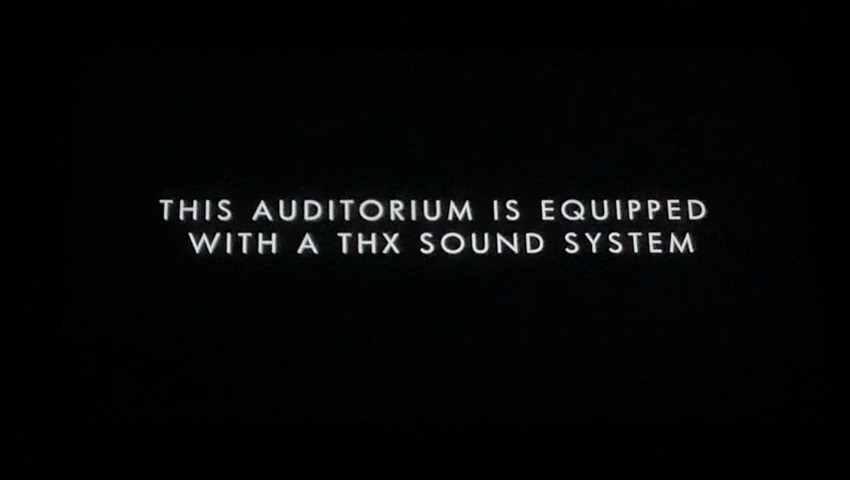 THIS AUDITORIUM IS EQUIPPED
WITH A THX SOUND SYSTEM